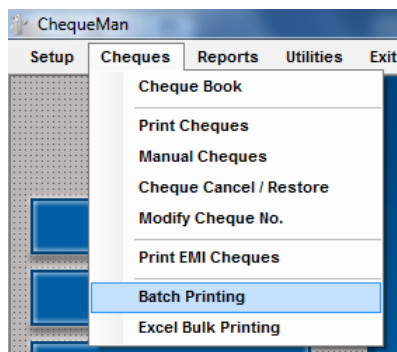 ChequeMan
Setup Cheques Reports Utilities Exit
Cheque Book
Print Cheques
Manual Cheques
Cheque Cancel / Restore
Modify Cheque No.
Print EMI Cheques
Batch Printing
Excel Bulk Printing